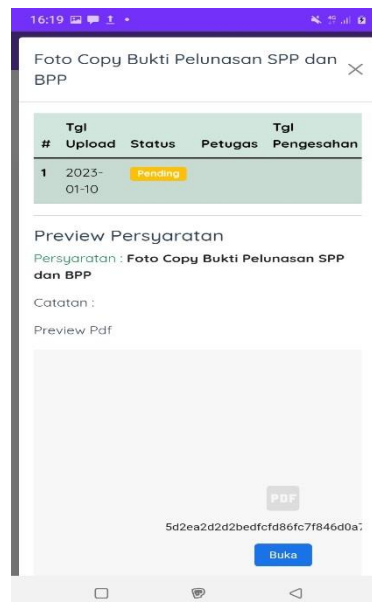 16:19
Foto Copy Bukti Pelunasan SPP dan
BPP
# Tgl Upload Status Petugas Tgl Pengesahan
1 2023-01-10 Pending
Preview Persyaratan
Persyaratan : Foto Copy Bukti Pelunasan SPP
dan BPP
Catatan :
Preview Pdf
PDF
5d2ea2d2d2bedfcfd86fc7f846d0a7
Buka